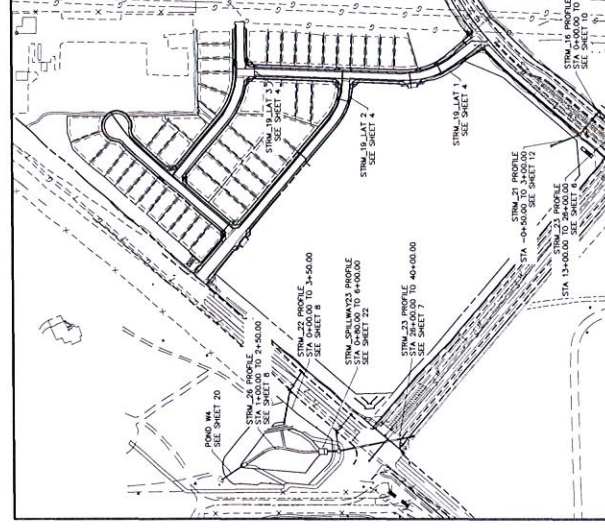 STRM_16 PROFILE
STA 0+00.00 TO
SEE SHEET 10
STRM_19_LAT
SEE SHEET 4
STRM_19_LAT 2
SEE SHEET 4
STRM_19_LAT 1
SEE SHEET 4
STRM_21 PROFILE
STA -0+50.00 TO 3+00.00
SEE SHEET 12
STRM_23 PROFILE
STA 13+00.00 TO 26+00.00
SEE SHEET 6
POND W4
SEE SHEET 20
STRM_26 PROFILE
STA 1+00.00 TO 2+50.00
SEE SHEET 8
STRM_22 PROFILE
STA 0+00.00 TO 3+50.00
SEE SHEET 8
STRM_SPILLWAY23 PROFILE
STA 0+80.00 TO 6+00.00
SEE SHEET 22
STRM_23 PROFILE
STA 26+00.00 TO 40+00.00
SEE SHEET 7